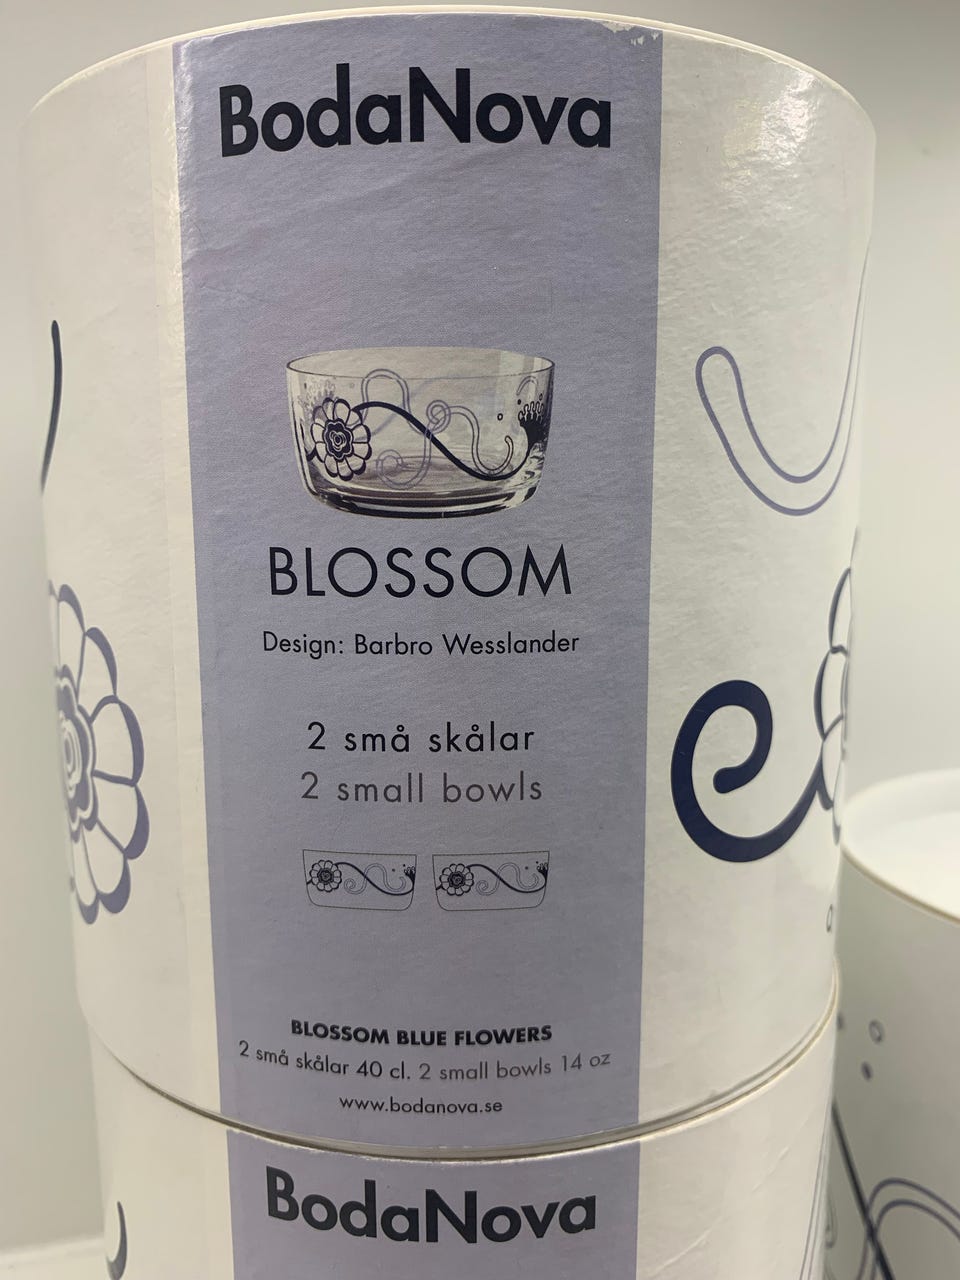 BodaNova
BLOSSOM
Design: Barbro Wesslander
2 små skålar
2 small bowls
BLOSSOM BLUE FLOWERS
2 små skålar 40 cl. 2 small bowls 14 oz
www.bodanova.se
BodaNova